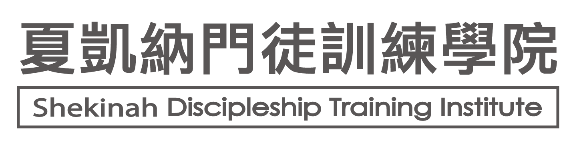 夏凱納門徒訓練學院
Shekinah Discipleship Training Institute